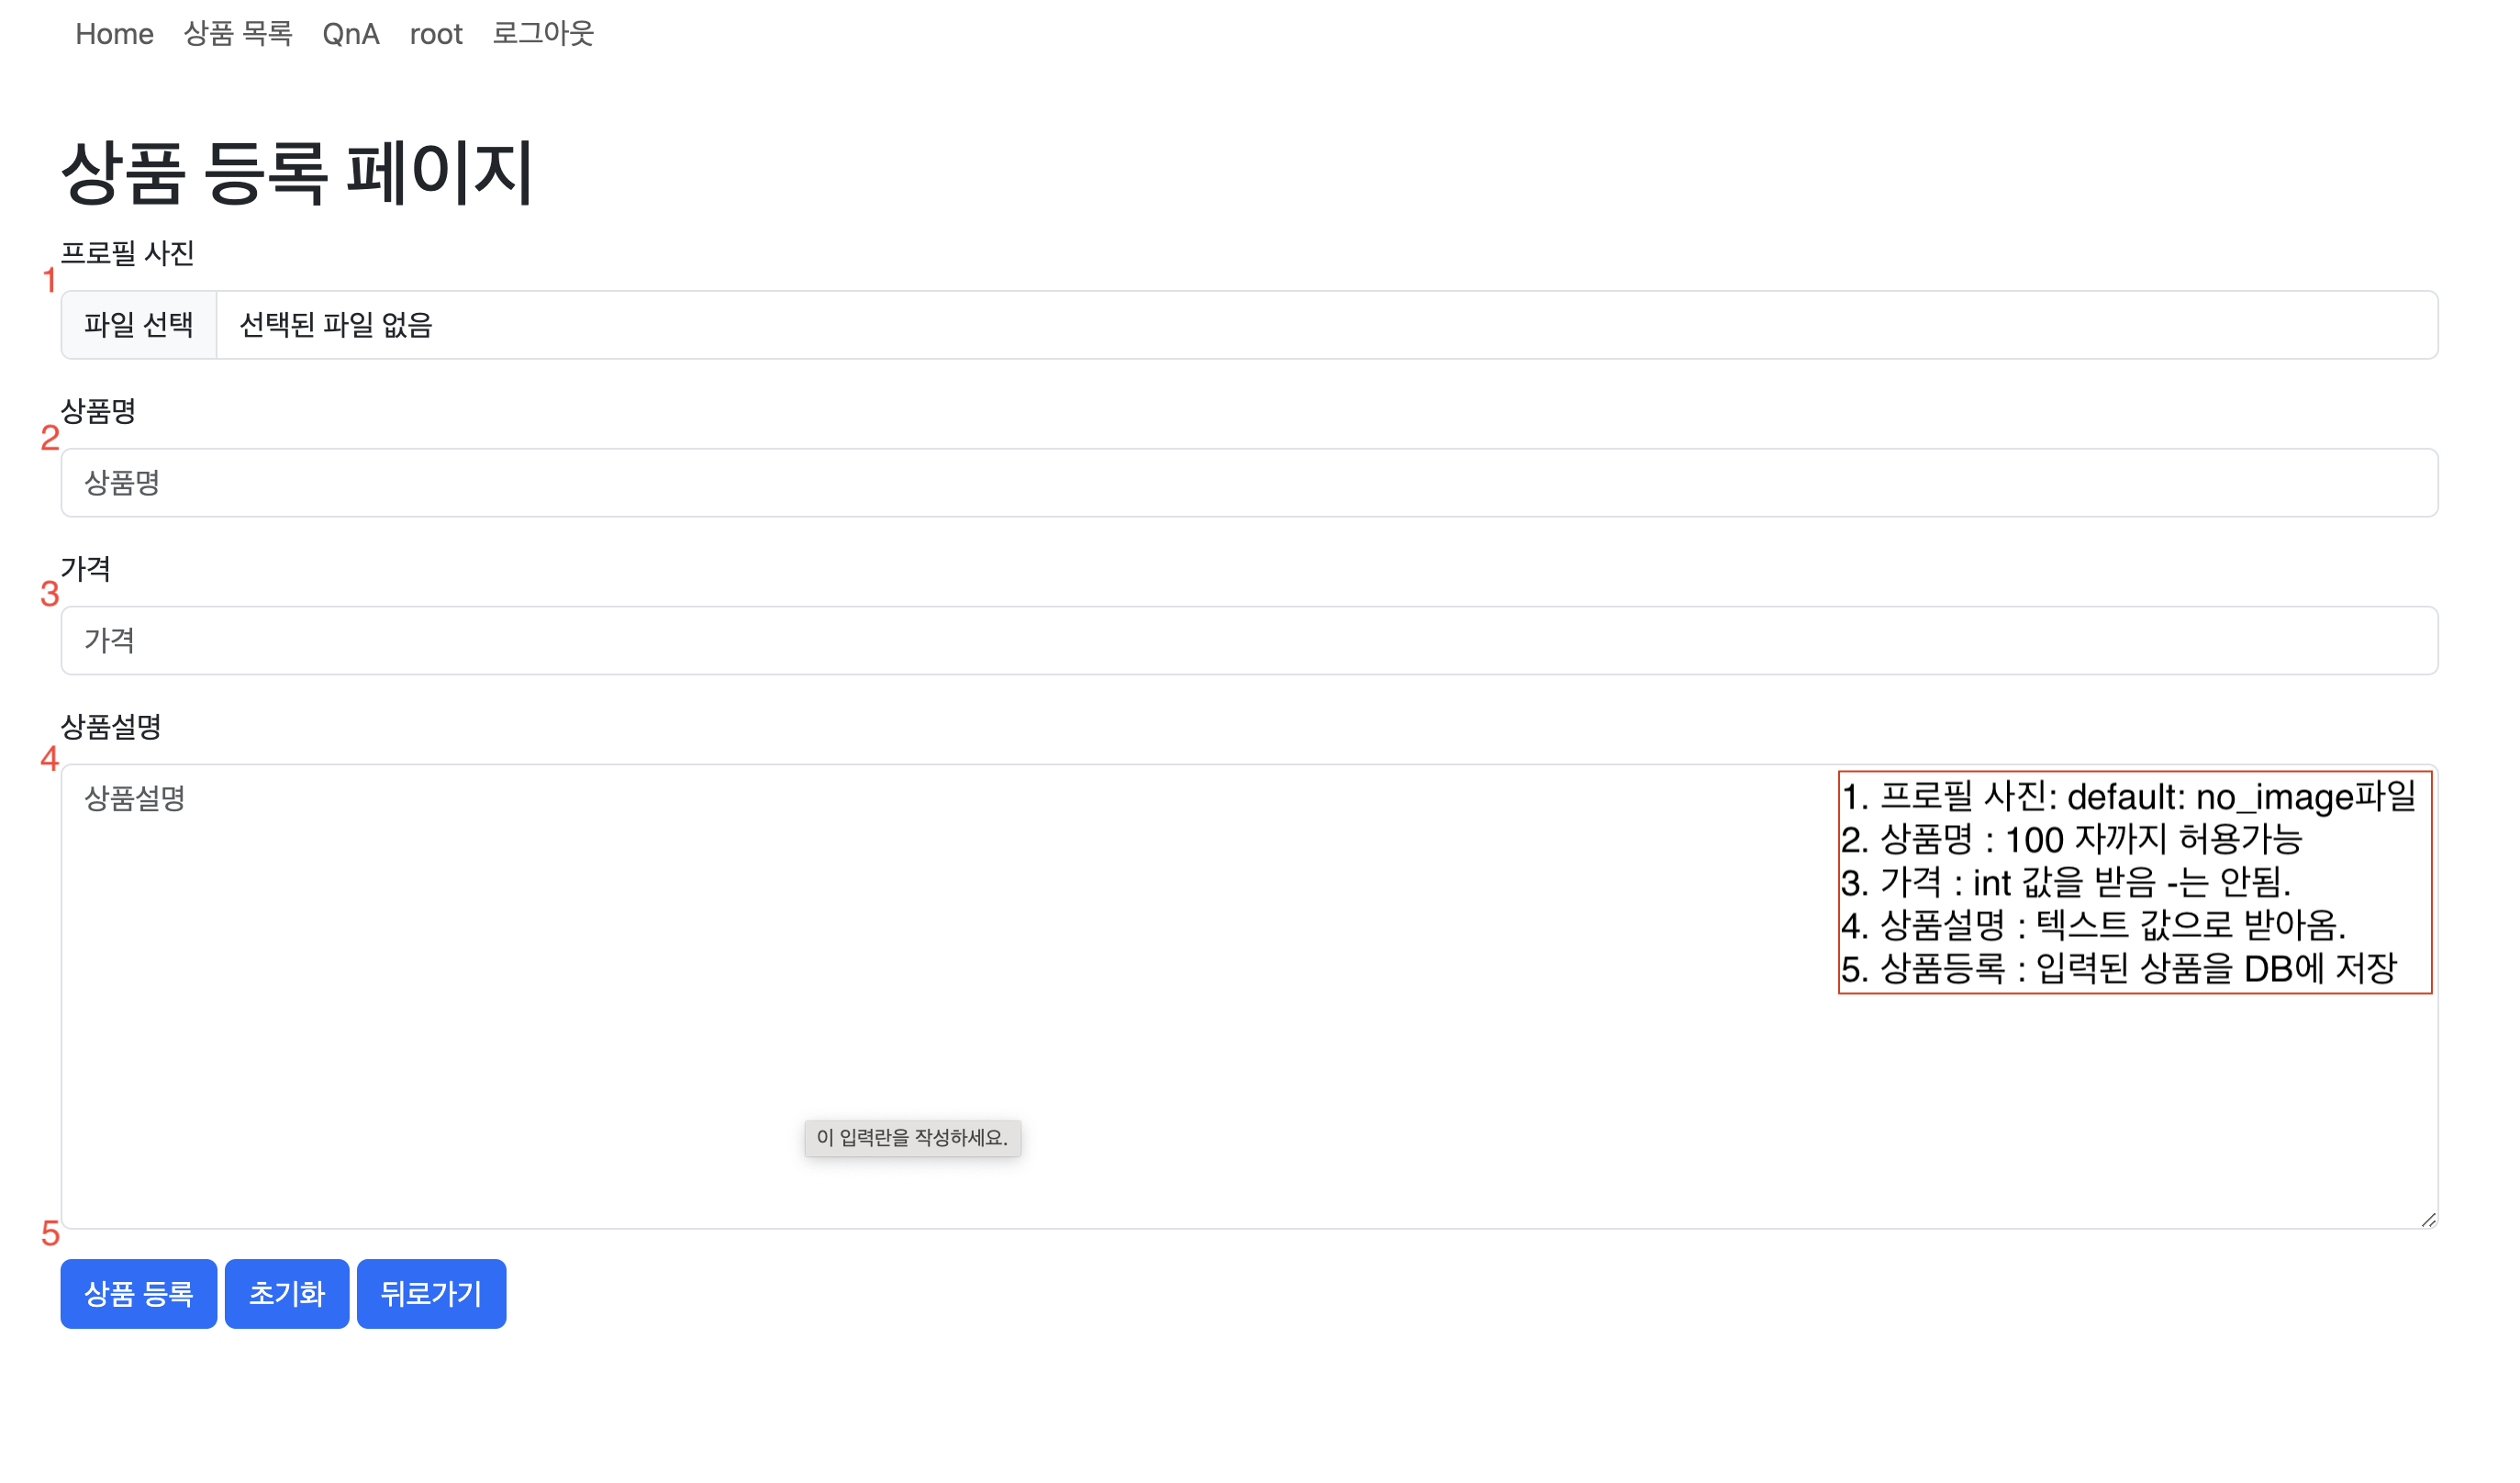 Home 상품 목록 QnA root 로그아웃
상품 등록 페이지
프로필 사진
1
파일 선택 선택된 파일 없음
상품명
2
상품명
가격
3
가격
상품설명
4
상품설명
1. 프로필 사진: default: no_image파일
2. 상품명 : 100 자까지 허용가능
3. 가격 : int 값을 받음 -는 안됨.
4. 상품설명 : 텍스트 값으로 받아옴.
5. 상품등록 : 입력된 상품을 DB에 저장
이 입력란을 작성하세요.
5
상품 등록 초기화 뒤로가기